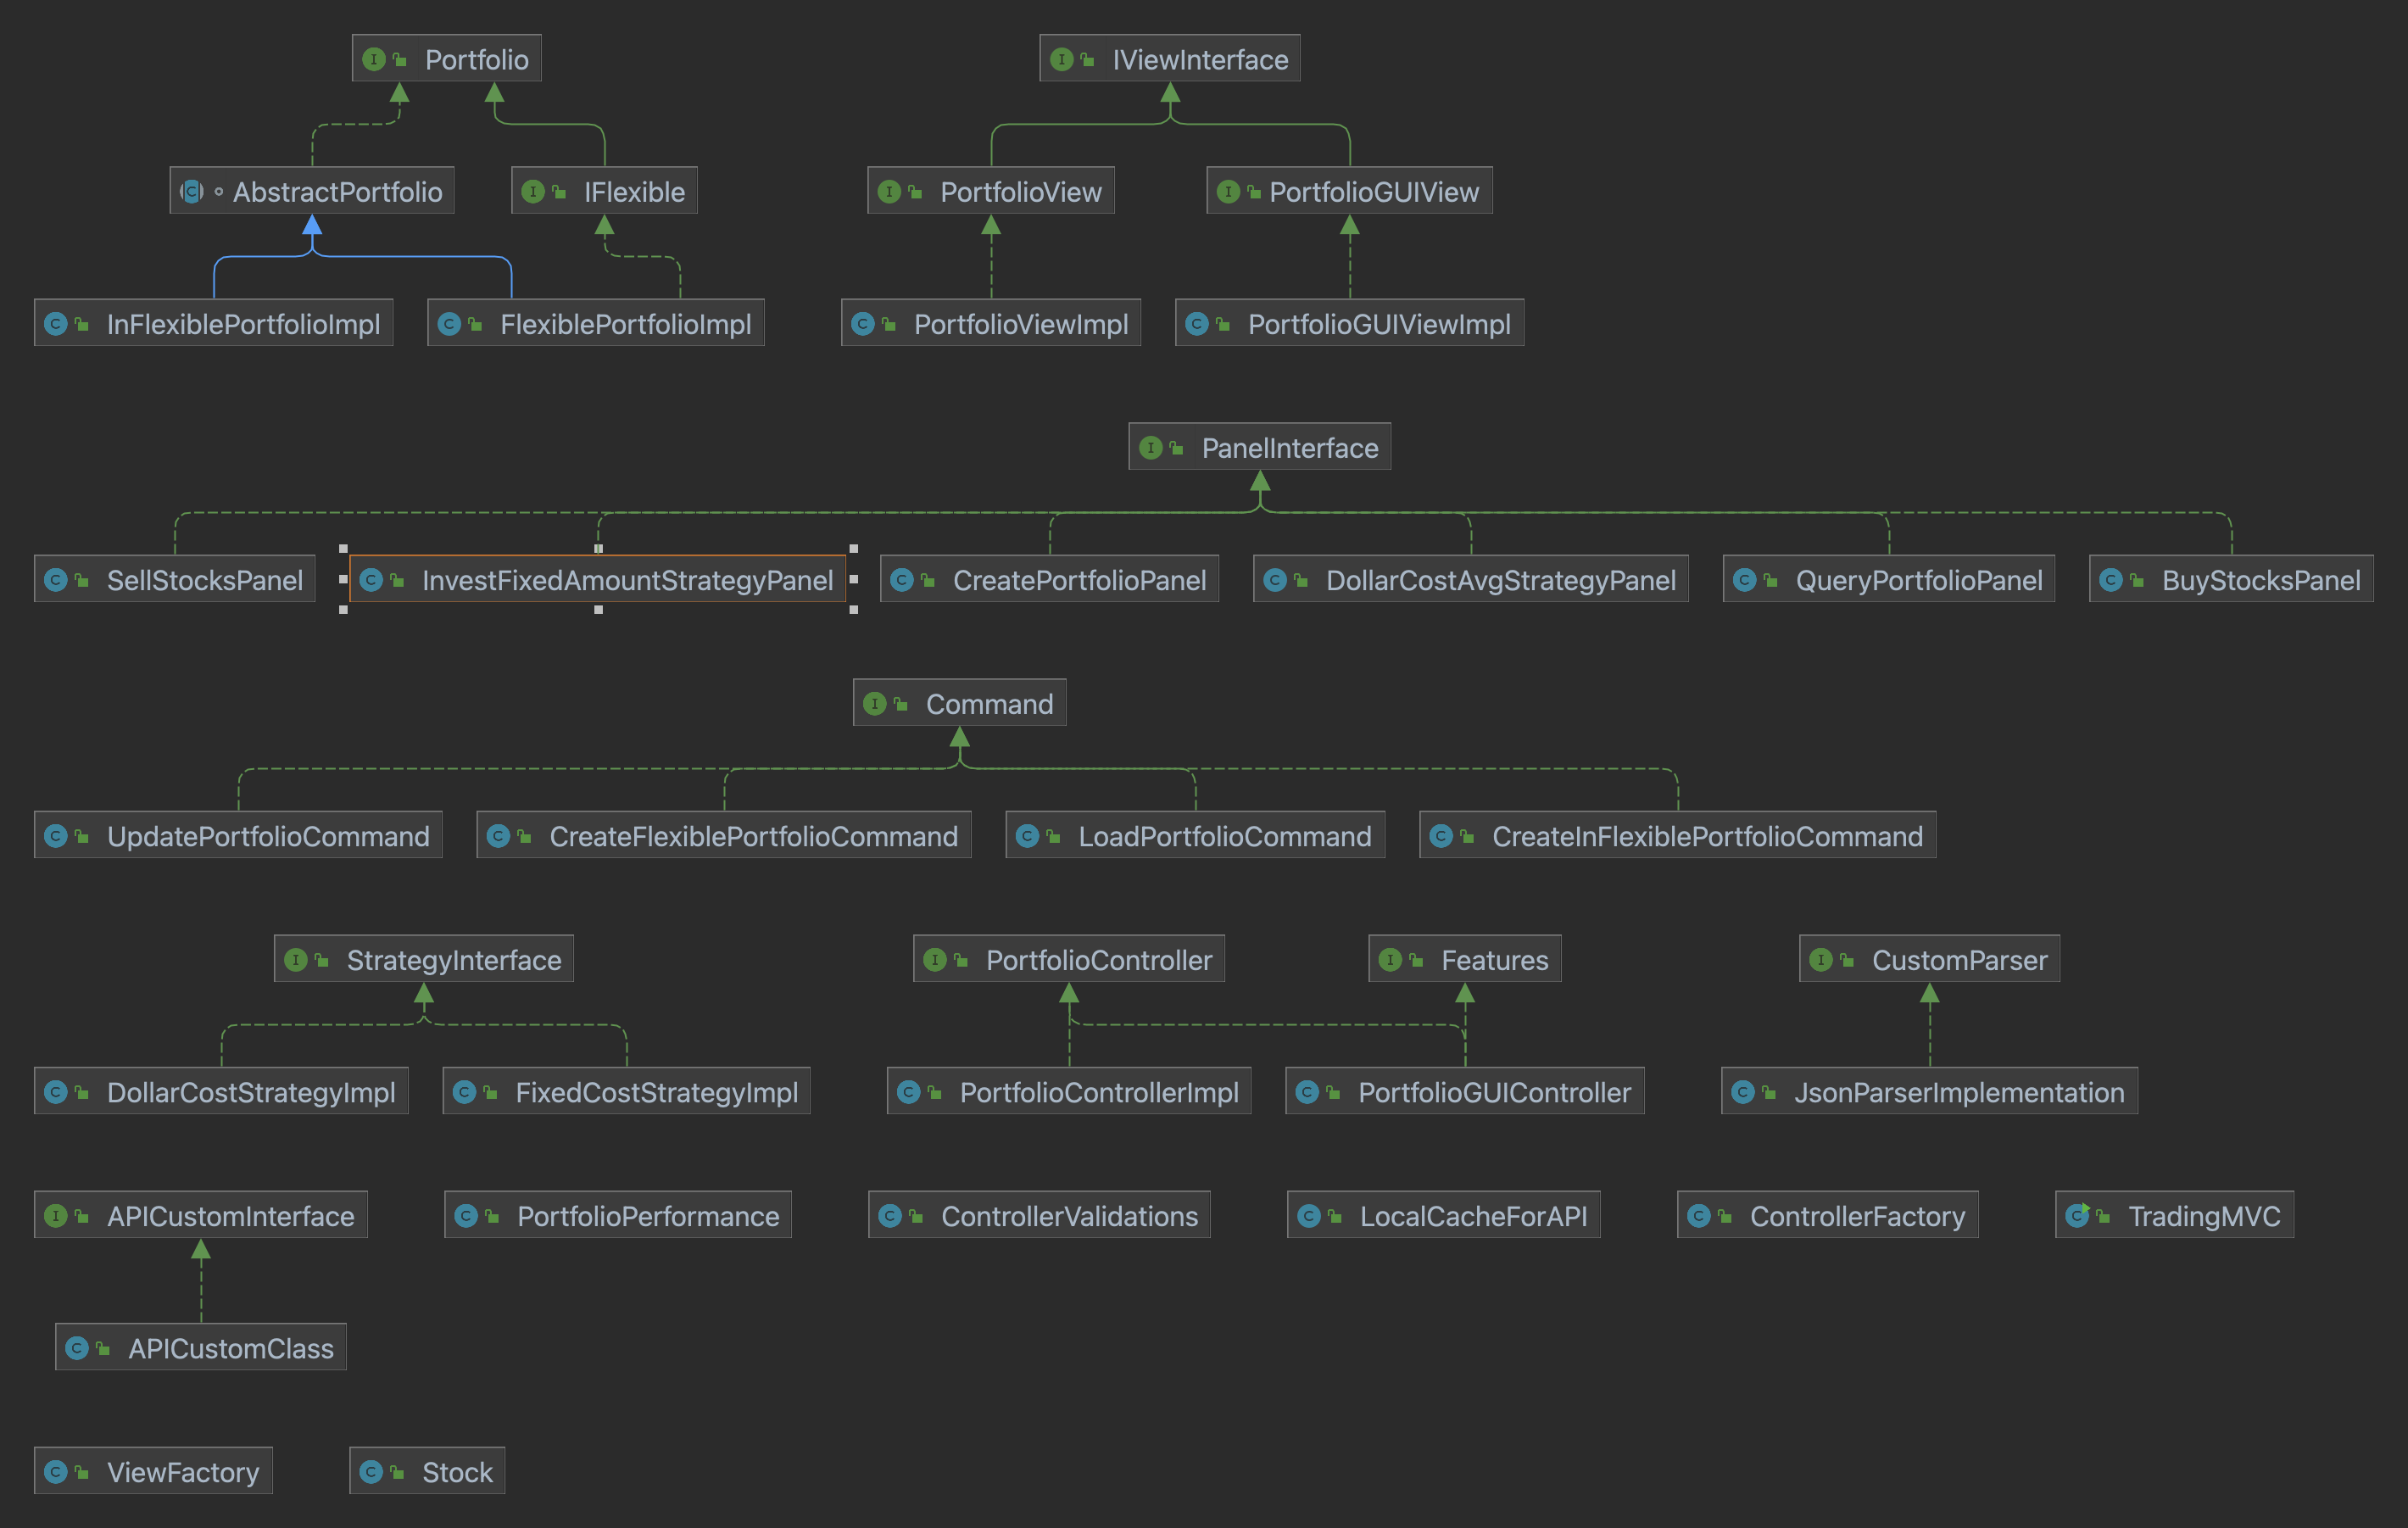 Portfolio
IViewInterface
AbstractPortfolio
IFlexible
PortfolioView
PortfolioGUIView
InFlexiblePortfolioImpl
FlexiblePortfolioImpl
PortfolioViewImpl
PortfolioGUIViewImpl
PanelInterface
SellStocksPanel
InvestFixedAmountStrategyPanel
CreatePortfolioPanel
DollarCostAvgStrategyPanel
QueryPortfolioPanel
BuyStocksPanel
Command
UpdatePortfolioCommand
CreateFlexiblePortfolioCommand
LoadPortfolioCommand
CreateInFlexiblePortfolioCommand
StrategyInterface
PortfolioController
Features
CustomParser
DollarCostStrategyImpl
FixedCostStrategyImpl
PortfolioControllerImpl
PortfolioGUIController
JsonParserImplementation
APICustomInterface
PortfolioPerformance
ControllerValidations
LocalCacheForAPI
ControllerFactory
TradingMVC
APICustomClass
ViewFactory
Stock